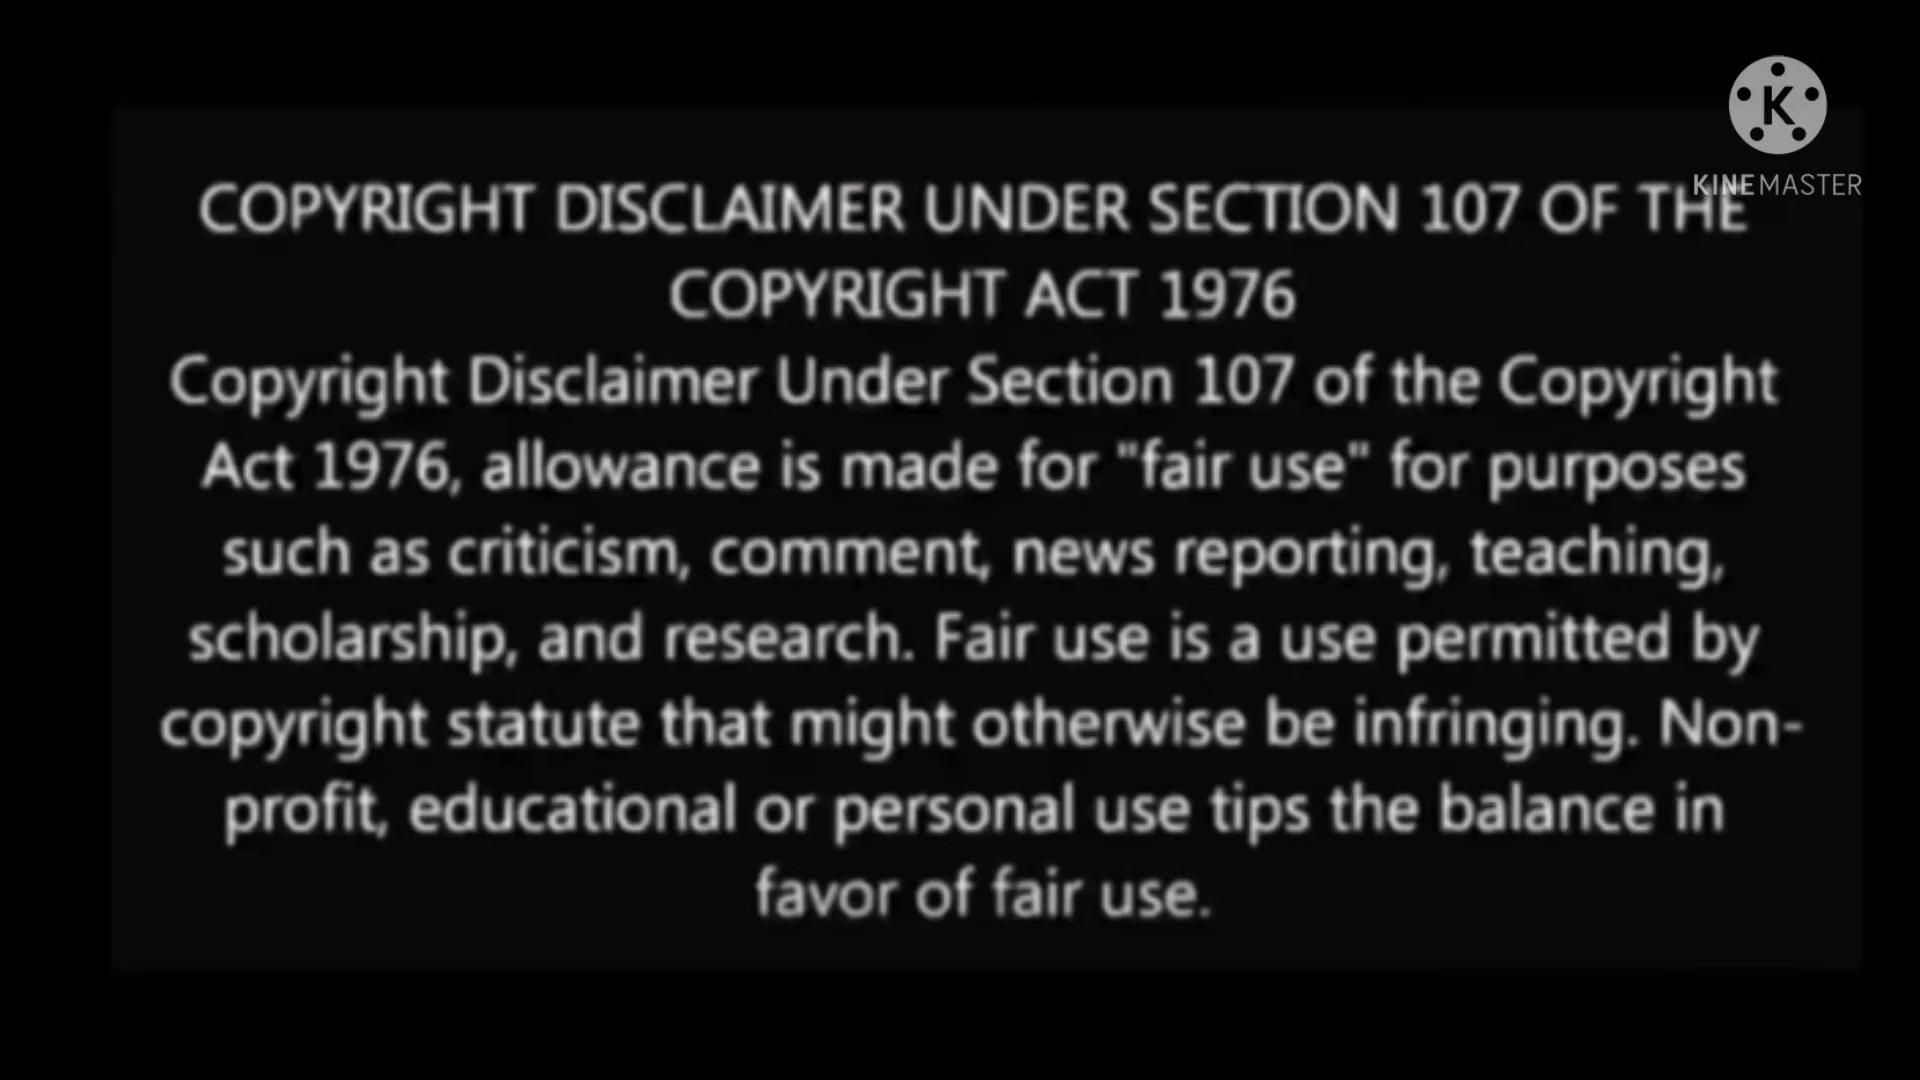 K
KINEMASTER
COPYRIGHT DISCLAIMER UNDER SECTION 107 OF THE
COPYRIGHT ACT 1976
Copyright Disclaimer Under Section 107 of the Copyright
Act 1976, allowance is made for "fair use" for purposes
such as criticism, comment, news reporting, teaching,
scholarship, and research. Fair use is a use permitted by
copyright statute that might otherwise be infringing. Non-
profit, educational or personal use tips the balance in
favor of fair use.